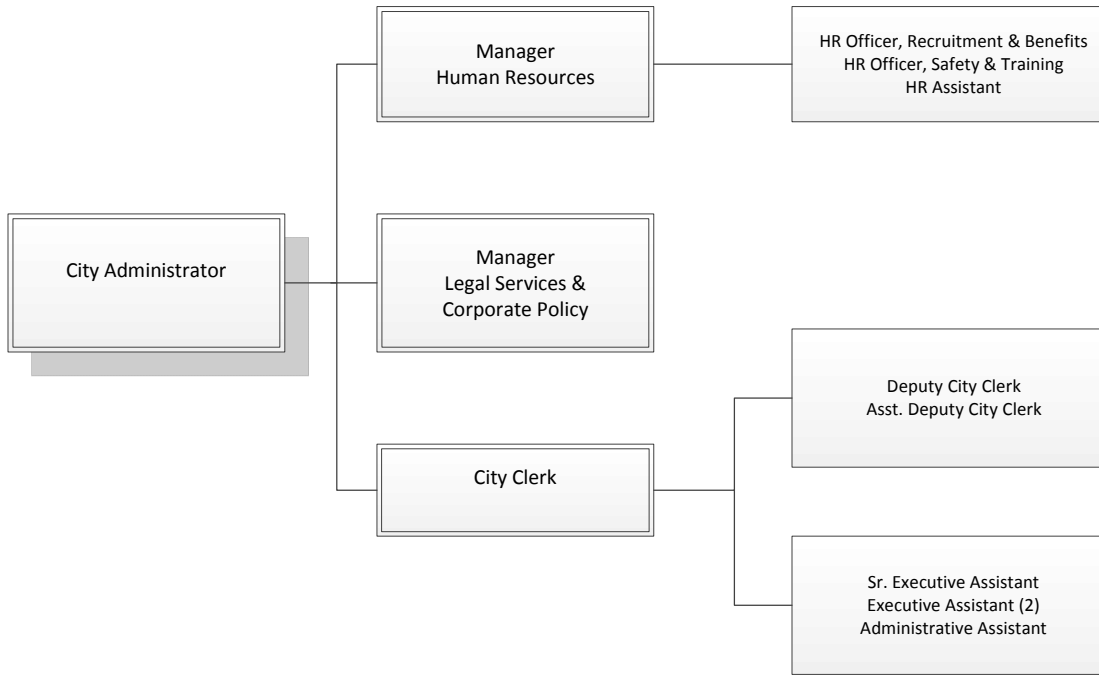 Manager
Human Resources
HR Officer, Recruitment & Benefits
HR Officer, Safety & Training
HR Assistant
City Administrator
Manager
Legal Services &
Corporate Policy
Deputy City Clerk
Asst. Deputy City Clerk
City Clerk
Sr. Executive Assistant
Executive Assistant (2)
Administrative Assistant